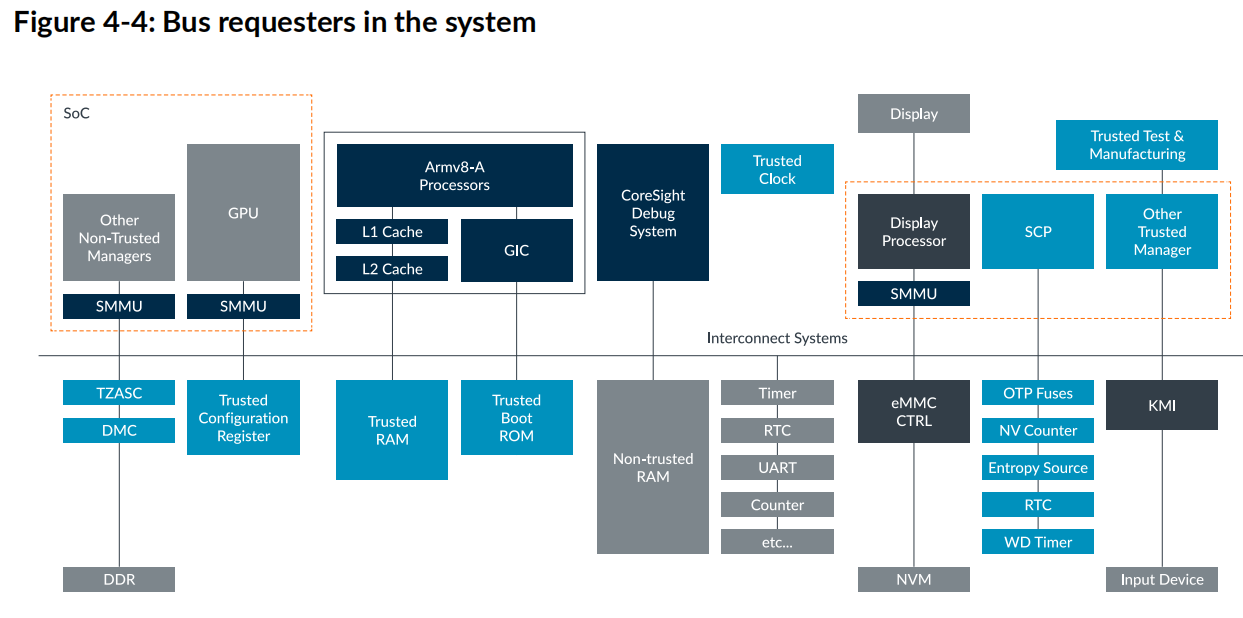 Figure 4-4: Bus requesters in the system
SoC
Other
Non-Trusted
Managers
SMMU
GPU
SMMU
Armv8-A
Processors
L1 Cache
L2 Cache
GIC
CoreSight
Debug
System
Trusted
Clock
Display
Display
Processor
SMMU
SCP
Trusted Test &
Manufacturing
Other
Trusted
Manager
Interconnect Systems
TZASC
DMC
DDR
Trusted
Configuration
Register
Trusted
RAM
Trusted
Boot
ROM
Non-trusted
RAM
Timer
RTC
UART
Counter
etc...
eMMC
CTRL
NVM
OTP Fuses
NV Counter
Entropy Source
RTC
WD Timer
KMI
Input Device